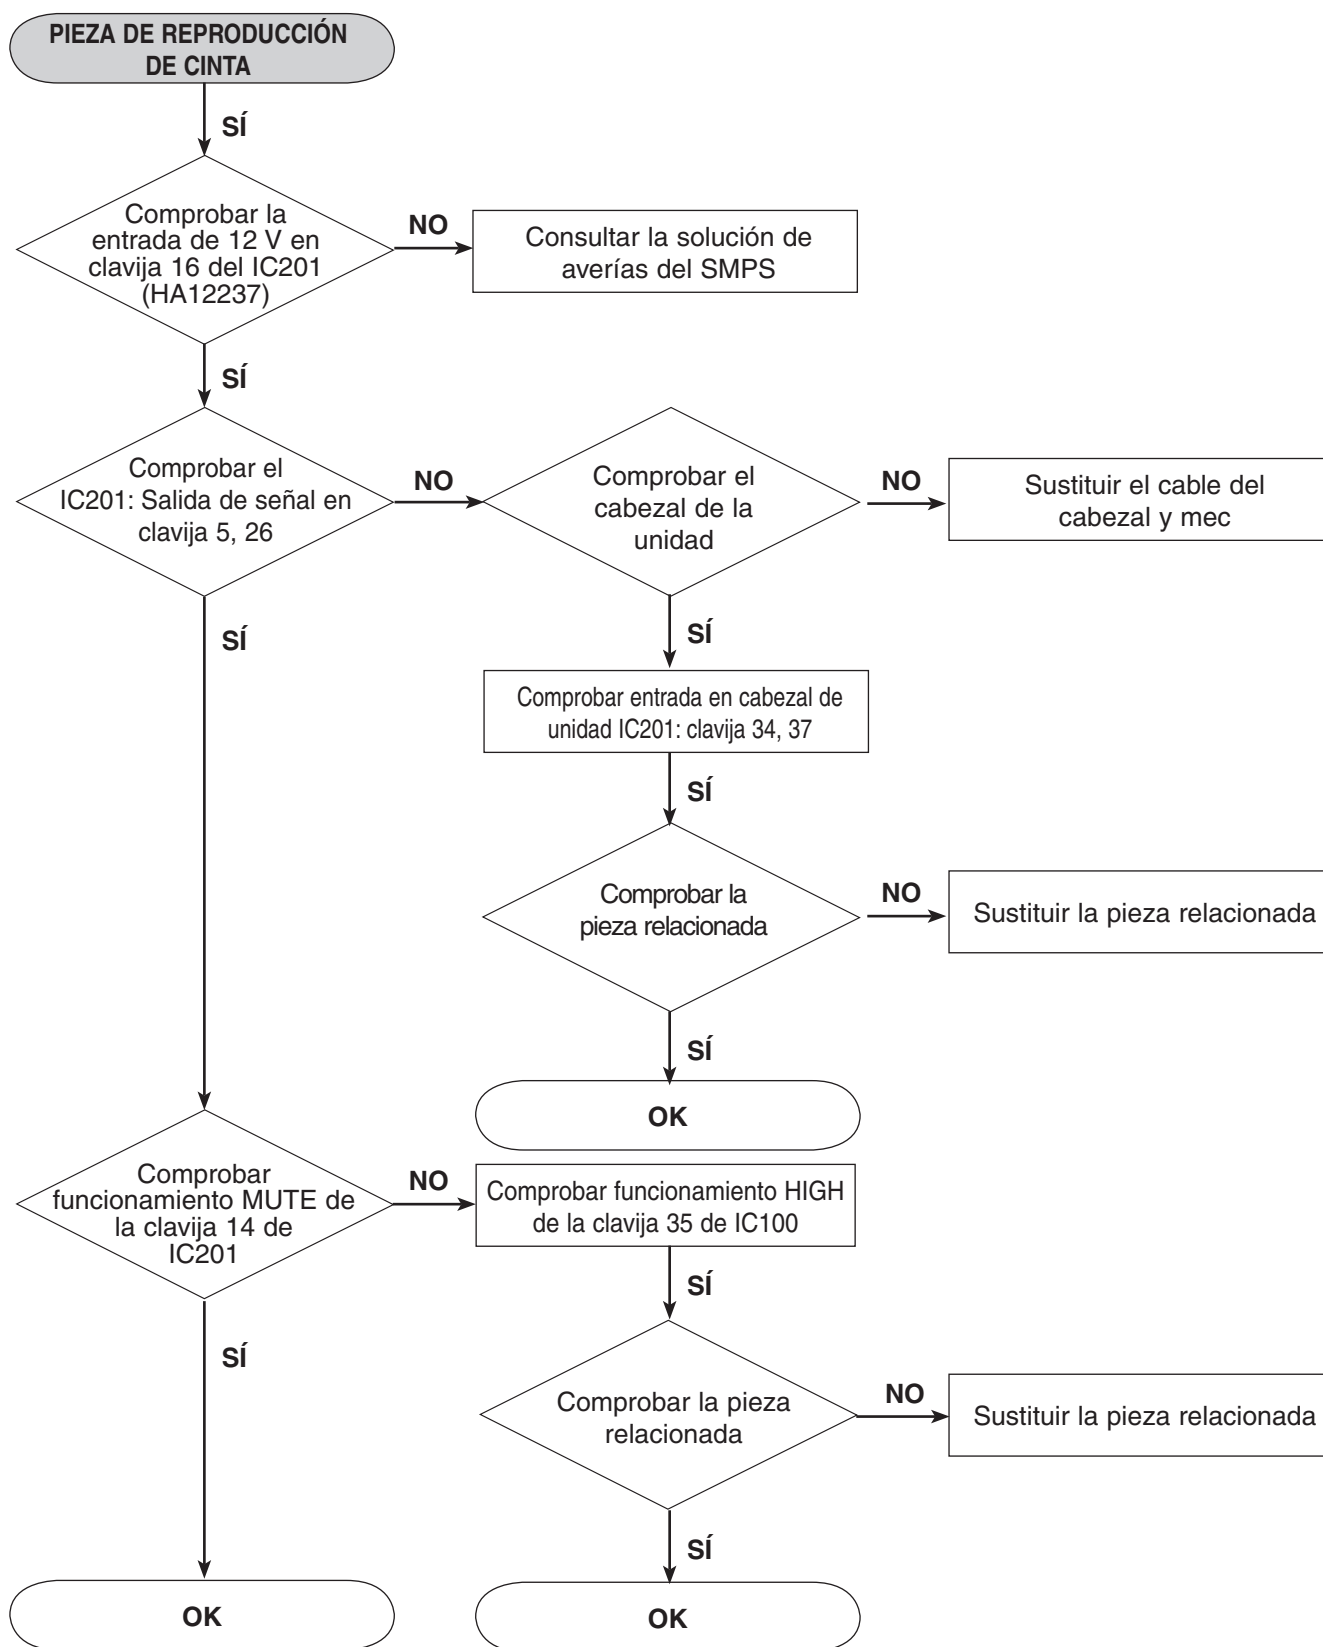 PIEZA DE REPRODUCCIÓN
DE CINTA
SÍ
Comprobar la
entrada de 12 V en
clavija 16 del IC201
(HA12237)
NO
Consultar la solución de
averías del SMPS
SÍ
Comprobar el
IC201: Salida de señal en
clavija 5, 26
NO
Comprobar el
cabezal de la
unidad
NO
Sustituir el cable del
cabezal y mec
SÍ
SÍ
Comprobar entrada en cabezal de
unidad IC201: clavija 34, 37
SÍ
Comprobar la
pieza relacionada
NO
Sustituir la pieza relacionada
SÍ
OK
Comprobar
funcionamiento MUTE de
la clavija 14 de
IC201
NO
Comprobar funcionamiento HIGH
de la clavija 35 de IC100
SÍ
SÍ
Comprobar la pieza
relacionada
NO
Sustituir la pieza relacionada
SÍ
OK
OK